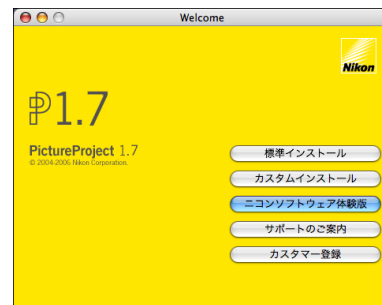 Welcome
Nikon
P1.7
PictureProject 1.7
© 2004-2006 Nikon Corporation.
標準インストール
カスタムインストール
ニコンソフトウェア体験版
サポートのご案内
カスタマー登録